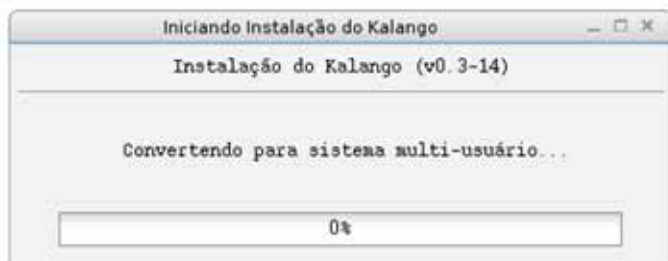 Iniciando Instalação do Kalango
Instalação do Kalango (v0.3-14)
Convertendo para sistema multi-usuário...
0%